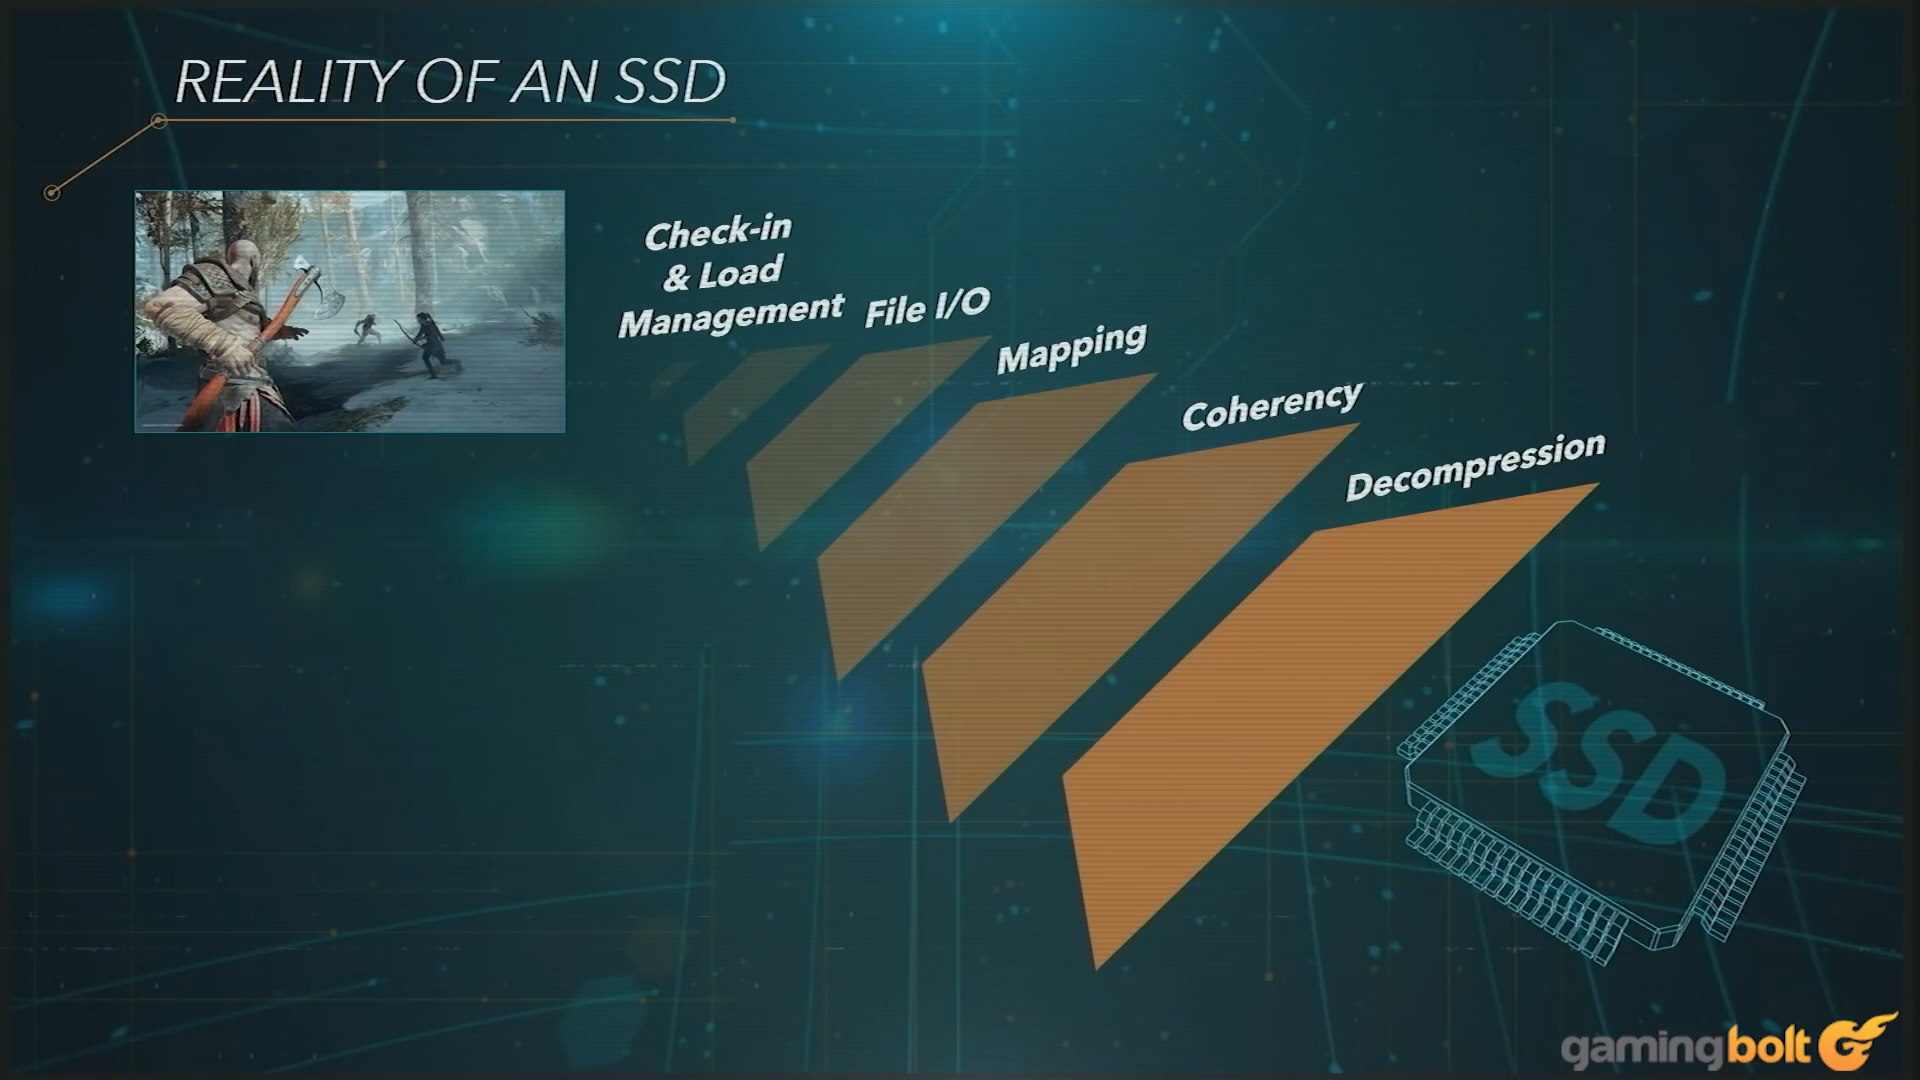 REALITY OF AN SSD
Check-in
& Load
Management
File I/O
Mapping
Coherency
Decompression
SSD
gamingbolt